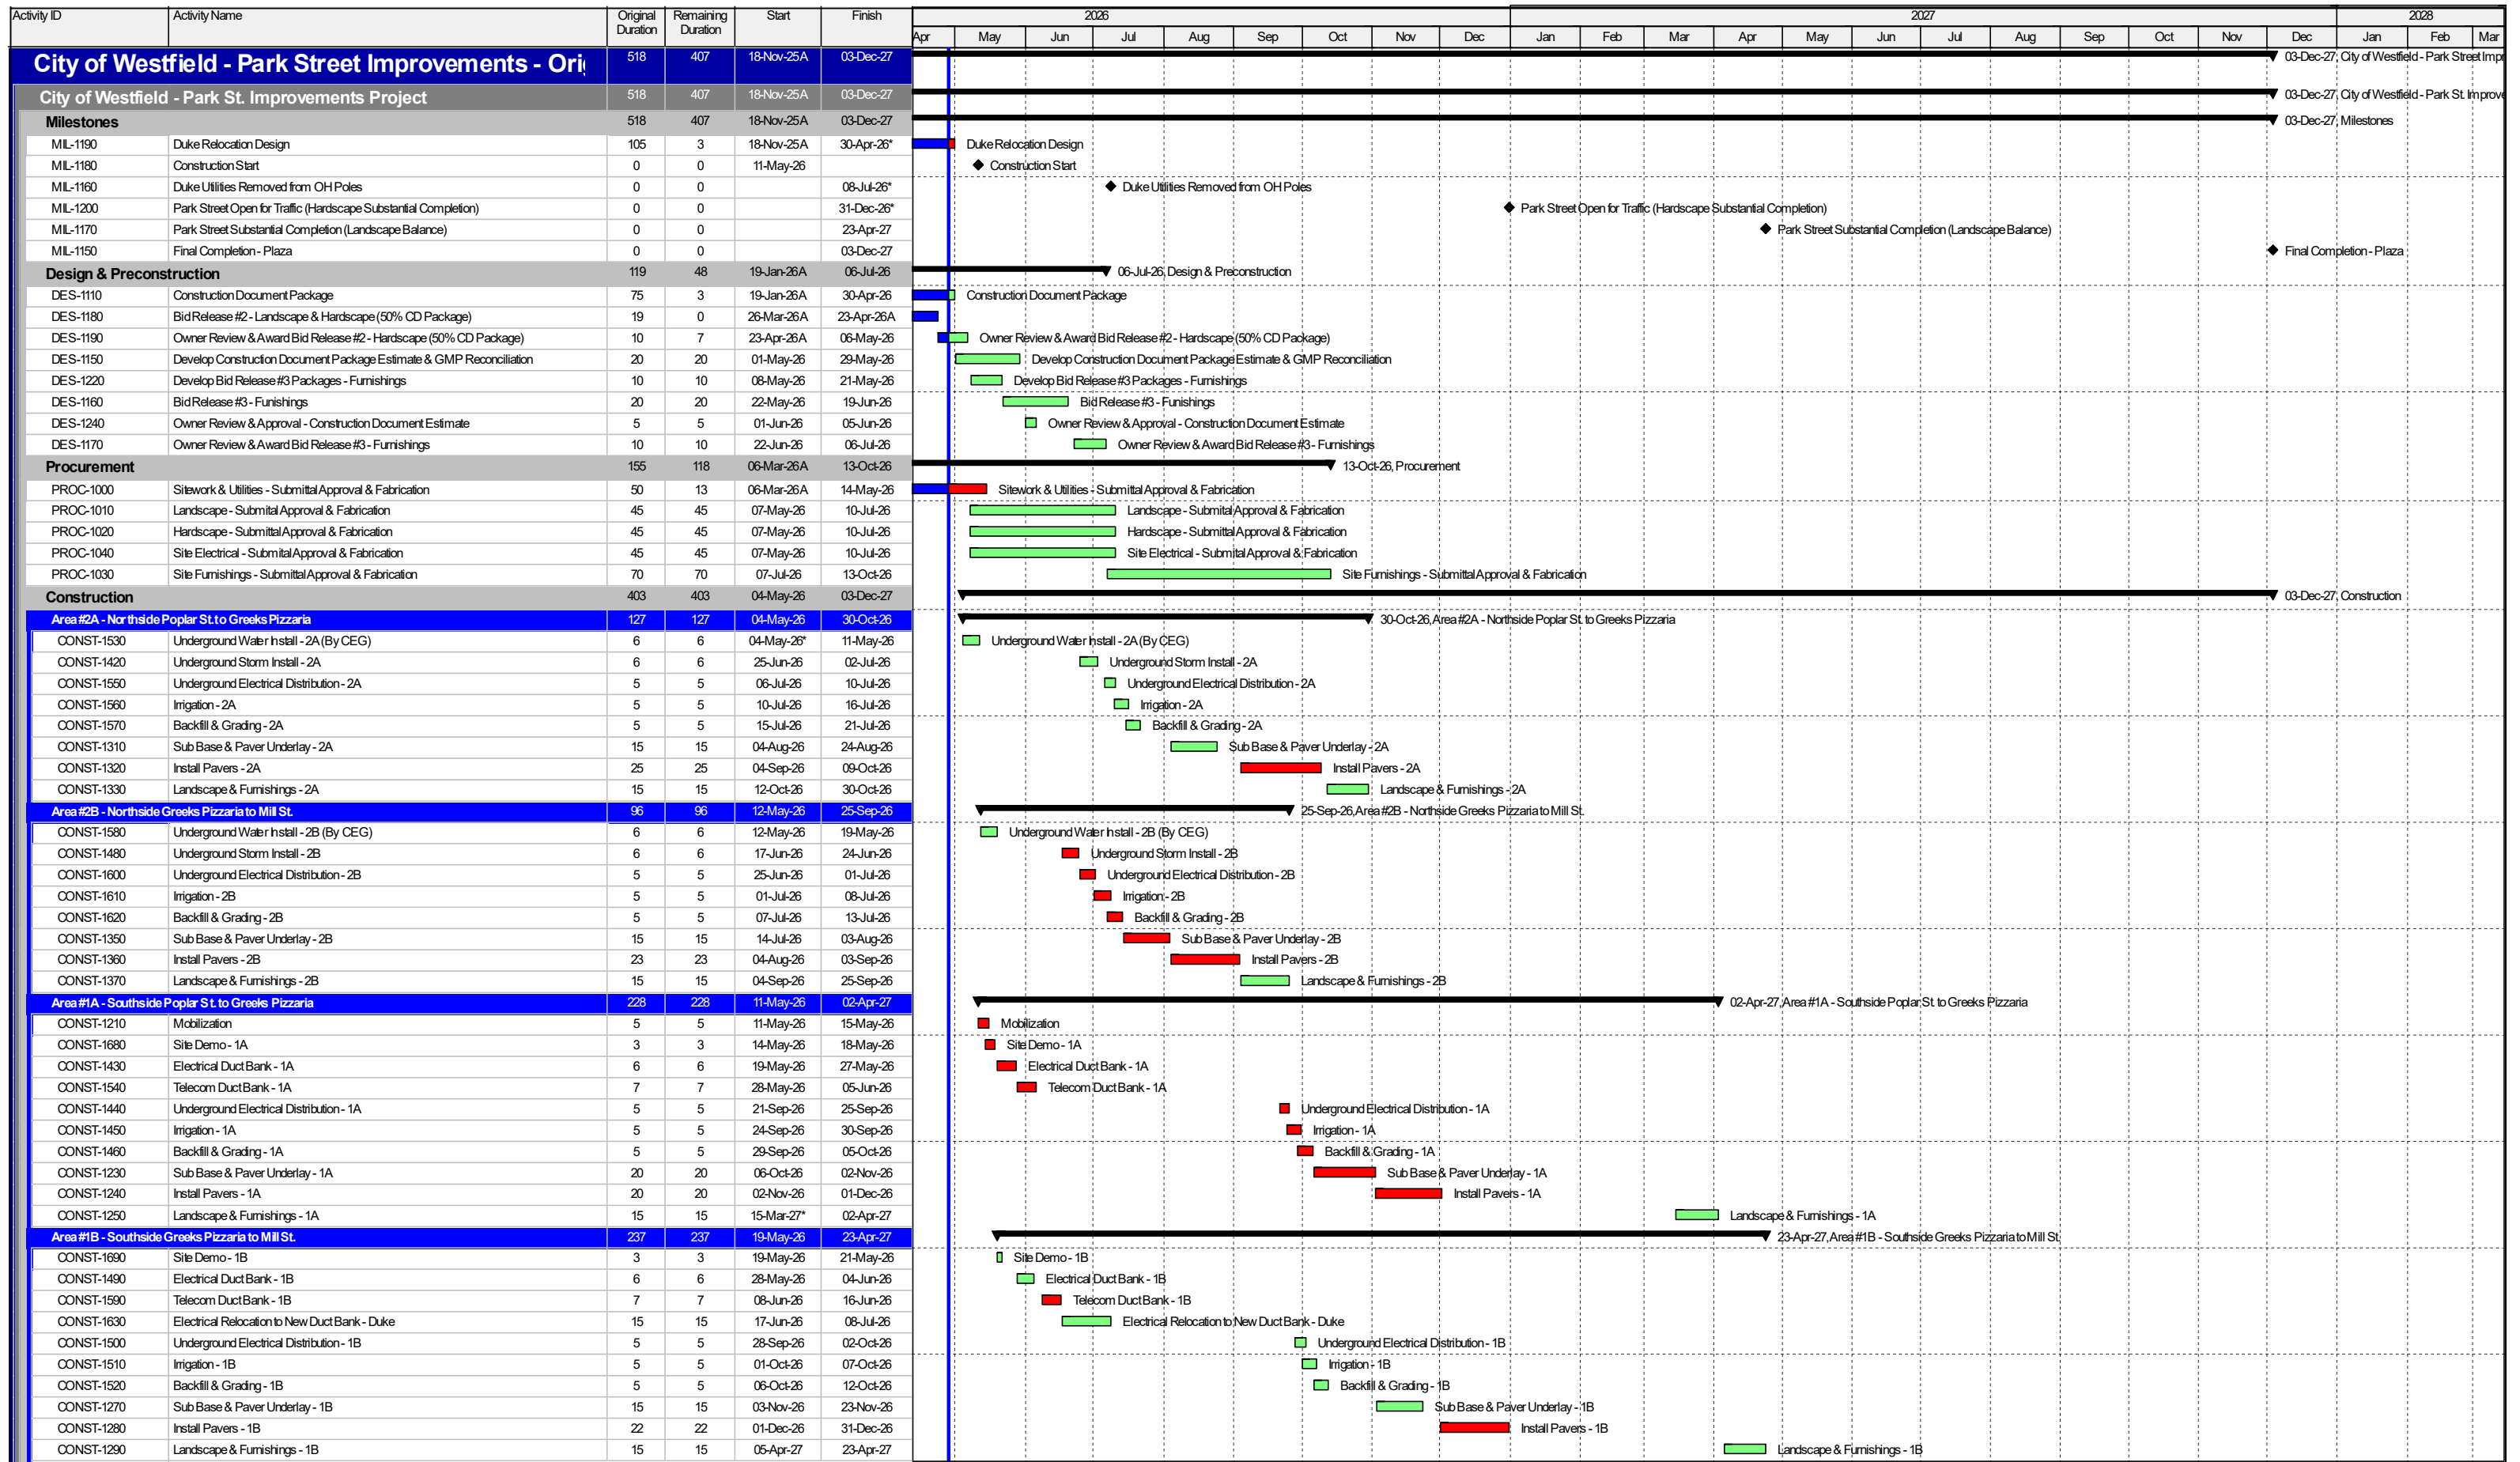 Activity ID Activity Name Original Duration Remaining Duration Start Finish 2026 2027 2028
Apr May Jun Jul Aug Sep Oct Nov Dec Jan Feb Mar Apr May Jun Jul Aug Sep Oct Nov Dec Jan Feb Mar
City of Westfield - Park Street Improvements - Ori 518 407 18-Nov-25A 03-Dec-27 03-Dec-27, City of Westfield - Park Street Impr
City of Westfield - Park St. Improvements Project 518 407 18-Nov-25A 03-Dec-27 03-Dec-27, City of Westfield - Park St. Improve
Milestones 518 407 18-Nov-25A 03-Dec-27 03-Dec-27, Milestones
MIL-1190 Duke Relocation Design 105 3 18-Nov-25A 30-Apr-26* Duke Relocation Design
MIL-1180 Construction Start 0 0 11-May-26 Construction Start
MIL-1160 Duke Utilities Removed from OH Poles 0 0 08-Jul-26* Duke Utilities Removed from OH Poles
MIL-1200 Park Street Open for Traffic (Hardscape Substantial Completion) 0 0 31-Dec-26* Park Street Open for Traffic (Hardscape Substantial Completion)
MIL-1170 Park Street Substantial Completion (Landscape Balance) 0 0 23-Apr-27 Park Street Substantial Completion (Landscape Balance)
MIL-1150 Final Completion - Plaza 0 0 03-Dec-27 Final Completion - Plaza
Design & Preconstruction 119 48 19-Jan-26A 06-Jul-26 06-Jul-26, Design & Preconstruction
DES-1110 Construction Document Package 75 3 19-Jan-26A 30-Apr-26 Construction Document Package
DES-1180 Bid Release #2 - Landscape & Hardscape (50% CD Package) 19 0 26-Mar-26A 23-Apr-26A
DES-1190 Owner Review & Award Bid Release #2 - Hardscape (50% CD Package) 10 7 23-Apr-26A 06-May-26 Owner Review & Award Bid Release #2 - Hardscape (50% CD Package)
DES-1150 Develop Construction Document Package Estimate & GMP Reconciliation 20 20 01-May-26 29-May-26 Develop Construction Document Package Estimate & GMP Reconciliation
DES-1220 Develop Bid Release #3 Packages - Furnishings 10 10 08-May-26 21-May-26 Develop Bid Release #3 Packages - Furnishings
DES-1160 Bid Release #3 - Funishings 20 20 22-May-26 19-Jun-26 Bid Release #3 - Funishings
DES-1240 Owner Review & Approval - Construction Document Estimate 5 5 01-Jun-26 05-Jun-26 Owner Review & Approval - Construction Document Estimate
DES-1170 Owner Review & Award Bid Release #3 - Furnishings 10 10 22-Jun-26 06-Jul-26 Owner Review & Award Bid Release #3 - Furnishings
Procurement 155 118 06-Mar-26A 13-Oct-26 13-Oct-26, Procurement
PROC-1000 Sitework & Utilities - Submittal Approval & Fabrication 50 13 06-Mar-26A 14-May-26 Sitework & Utilities - Submittal Approval & Fabrication
PROC-1010 Landscape - Submital Approval & Fabrication 45 45 07-May-26 10-Jul-26 Landscape - Submital Approval & Fabrication
PROC-1020 Hardscape - Submittal Approval & Fabrication 45 45 07-May-26 10-Jul-26 Hardscape - Submittal Approval & Fabrication
PROC-1040 Site Electrical - Submital Approval & Fabrication 45 45 07-May-26 10-Jul-26 Site Electrical - Submital Approval & Fabrication
PROC-1030 Site Furnishings - Submittal Approval & Fabrication 70 70 07-Jul-26 13-Oct-26 Site Furnishings - Submittal Approval & Fabrication
Construction 403 403 04-May-26 03-Dec-27 03-Dec-27, Construction
Area #2A - Northside Poplar St. to Greeks Pizzaria 127 127 04-May-26 30-Oct-26 30-Oct-26, Area #2A - Northside Poplar St. to Greeks Pizzaria
CONST-1530 Underground Water Install - 2A (By CEG) 6 6 04-May-26* 11-May-26 Underground Water Install - 2A (By CEG)
CONST-1420 Underground Storm Install - 2A 6 6 25-Jun-26 02-Jul-26 Underground Storm Install - 2A
CONST-1550 Underground Electrical Distribution - 2A 5 5 06-Jul-26 10-Jul-26 Underground Electrical Distribution - 2A
CONST-1560 Irrigation - 2A 5 5 10-Jul-26 16-Jul-26 Irrigation - 2A
CONST-1570 Backfill & Grading - 2A 5 5 15-Jul-26 21-Jul-26 Backfill & Grading - 2A
CONST-1310 Sub Base & Paver Underlay - 2A 15 15 04-Aug-26 24-Aug-26 Sub Base & Paver Underlay - 2A
CONST-1320 Install Pavers - 2A 25 25 04-Sep-26 09-Oct-26 Install Pavers - 2A
CONST-1330 Landscape & Furnishings - 2A 15 15 12-Oct-26 30-Oct-26 Landscape & Furnishings - 2A
Area #2B - Northside Greeks Pizzaria to Mill St. 96 96 12-May-26 25-Sep-26 25-Sep-26, Area #2B - Northside Greeks Pizzaria to Mill St.
CONST-1580 Underground Water Install - 2B (By CEG) 6 6 12-May-26 19-May-26 Underground Water Install - 2B (By CEG)
CONST-1480 Underground Storm Install - 2B 6 6 17-Jun-26 24-Jun-26 Underground Storm Install - 2B
CONST-1600 Underground Electrical Distribution - 2B 5 5 25-Jun-26 01-Jul-26 Underground Electrical Distribution - 2B
CONST-1610 Irrigation - 2B 5 5 01-Jul-26 08-Jul-26 Irrigation - 2B
CONST-1620 Backfill & Grading - 2B 5 5 07-Jul-26 13-Jul-26 Backfill & Grading - 2B
CONST-1350 Sub Base & Paver Underlay - 2B 15 15 14-Jul-26 03-Aug-26 Sub Base & Paver Underlay - 2B
CONST-1360 Install Pavers - 2B 23 23 04-Aug-26 03-Sep-26 Install Pavers - 2B
CONST-1370 Landscape & Furnishings - 2B 15 15 04-Sep-26 25-Sep-26 Landscape & Furnishings - 2B
Area #1A - Southside Poplar St. to Greeks Pizzaria 228 228 11-May-26 02-Apr-27 02-Apr-27, Area #1A - Southside Poplar St. to Greeks Pizzaria
CONST-1210 Mobilization 5 5 11-May-26 15-May-26 Mobilization
CONST-1680 Site Demo - 1A 3 3 14-May-26 18-May-26 Site Demo - 1A
CONST-1430 Electrical Duct Bank - 1A 6 6 19-May-26 27-May-26 Electrical Duct Bank - 1A
CONST-1540 Telecom Duct Bank - 1A 7 7 28-May-26 05-Jun-26 Telecom Duct Bank - 1A
CONST-1440 Underground Electrical Distribution - 1A 5 5 21-Sep-26 25-Sep-26 Underground Electrical Distribution - 1A
CONST-1450 Irrigation - 1A 5 5 24-Sep-26 30-Sep-26 Irrigation - 1A
CONST-1460 Backfill & Grading - 1A 5 5 29-Sep-26 05-Oct-26 Backfill & Grading - 1A
CONST-1230 Sub Base & Paver Underlay - 1A 20 20 06-Oct-26 02-Nov-26 Sub Base & Paver Underlay - 1A
CONST-1240 Install Pavers - 1A 20 20 02-Nov-26 01-Dec-26 Install Pavers - 1A
CONST-1250 Landscape & Furnishings - 1A 15 15 15-Mar-27* 02-Apr-27 Landscape & Furnishings - 1A
Area #1B - Southside Greeks Pizzaria to Mill St. 237 237 19-May-26 23-Apr-27 23-Apr-27, Area #1B - Southside Greeks Pizzaria to Mill St.
CONST-1690 Site Demo - 1B 3 3 19-May-26 21-May-26 Site Demo - 1B
CONST-1490 Electrical Duct Bank - 1B 6 6 28-May-26 04-Jun-26 Electrical Duct Bank - 1B
CONST-1590 Telecom Duct Bank - 1B 7 7 08-Jun-26 16-Jun-26 Telecom Duct Bank - 1B
CONST-1630 Electrical Relocation to New Duct Bank - Duke 15 15 17-Jun-26 08-Jul-26 Electrical Relocation to New Duct Bank - Duke
CONST-1500 Underground Electrical Distribution - 1B 5 5 28-Sep-26 02-Oct-26 Underground Electrical Distribution - 1B
CONST-1510 Irrigation - 1B 5 5 01-Oct-26 07-Oct-26 Irrigation - 1B
CONST-1520 Backfill & Grading - 1B 5 5 06-Oct-26 12-Oct-26 Backfill & Grading - 1B
CONST-1270 Sub Base & Paver Underlay - 1B 15 15 03-Nov-26 23-Nov-26 Sub Base & Paver Underlay - 1B
CONST-1280 Install Pavers - 1B 22 22 01-Dec-26 31-Dec-26 Install Pavers - 1B
CONST-1290 Landscape & Furnishings - 1B 15 15 05-Apr-27 23-Apr-27 Landscape & Furnishings - 1B